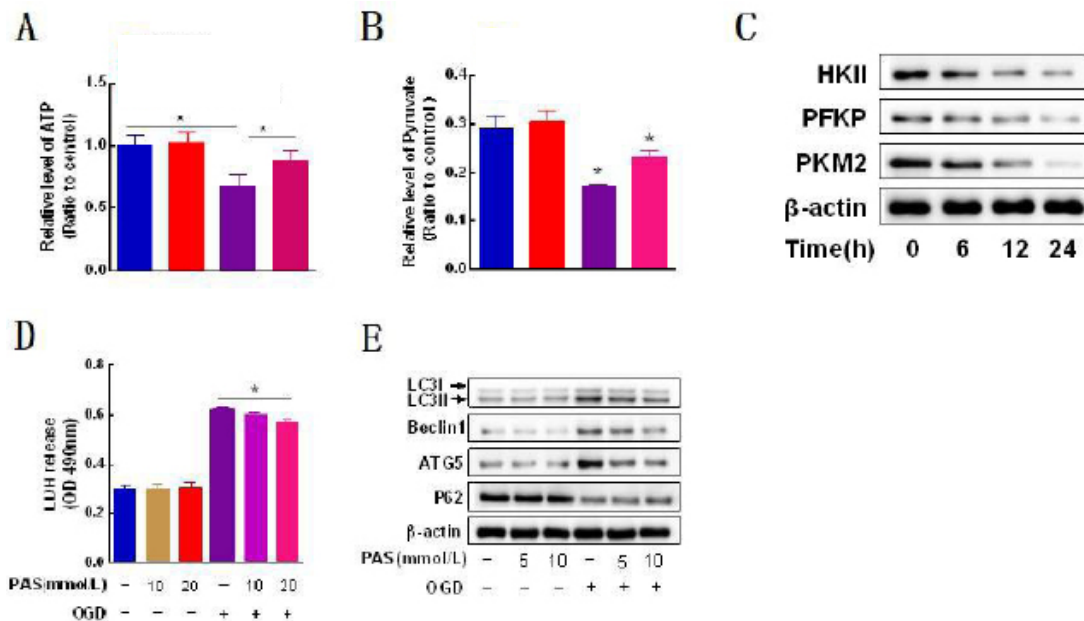 A
Relative level of ATP
(Ratio to control)
1.5
1.0
0.5
0.0
*
*
B
Relative level of Pyruvate
(Ratio to control)
0.4
0.3
0.2
0.1
0.0
*
*
C
HKII
PFKP
PKM2
β-actin
Time(h) 0 6 12 24
D
LDH release
(OD 490nm)
0.8
0.6
0.4
0.2
0.0
*
PAS(mmol/L) – 10 20 – 10 20
OGD – – – + + +
E
LC3I
LC3II
Beclin1
ATG5
P62
β-actin
PAS(mmol/L) – 5 10 – 5 10
OGD – – – + + +